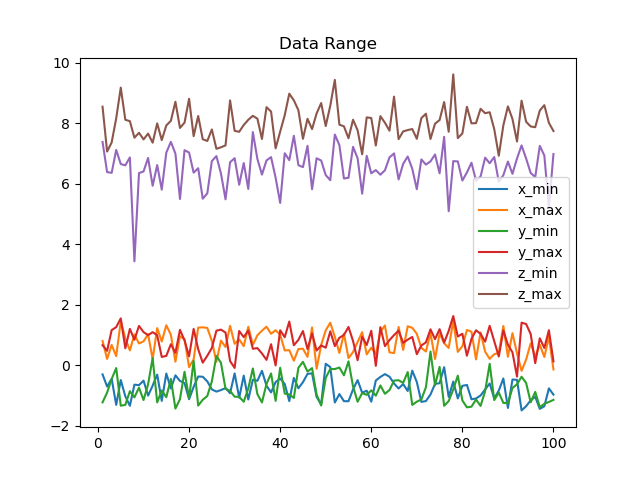 Data Range
10
8
6
4
2
0
−2
x_min
x_max
y_min
y_max
z_min
z_max
0 20 40 60 80 100